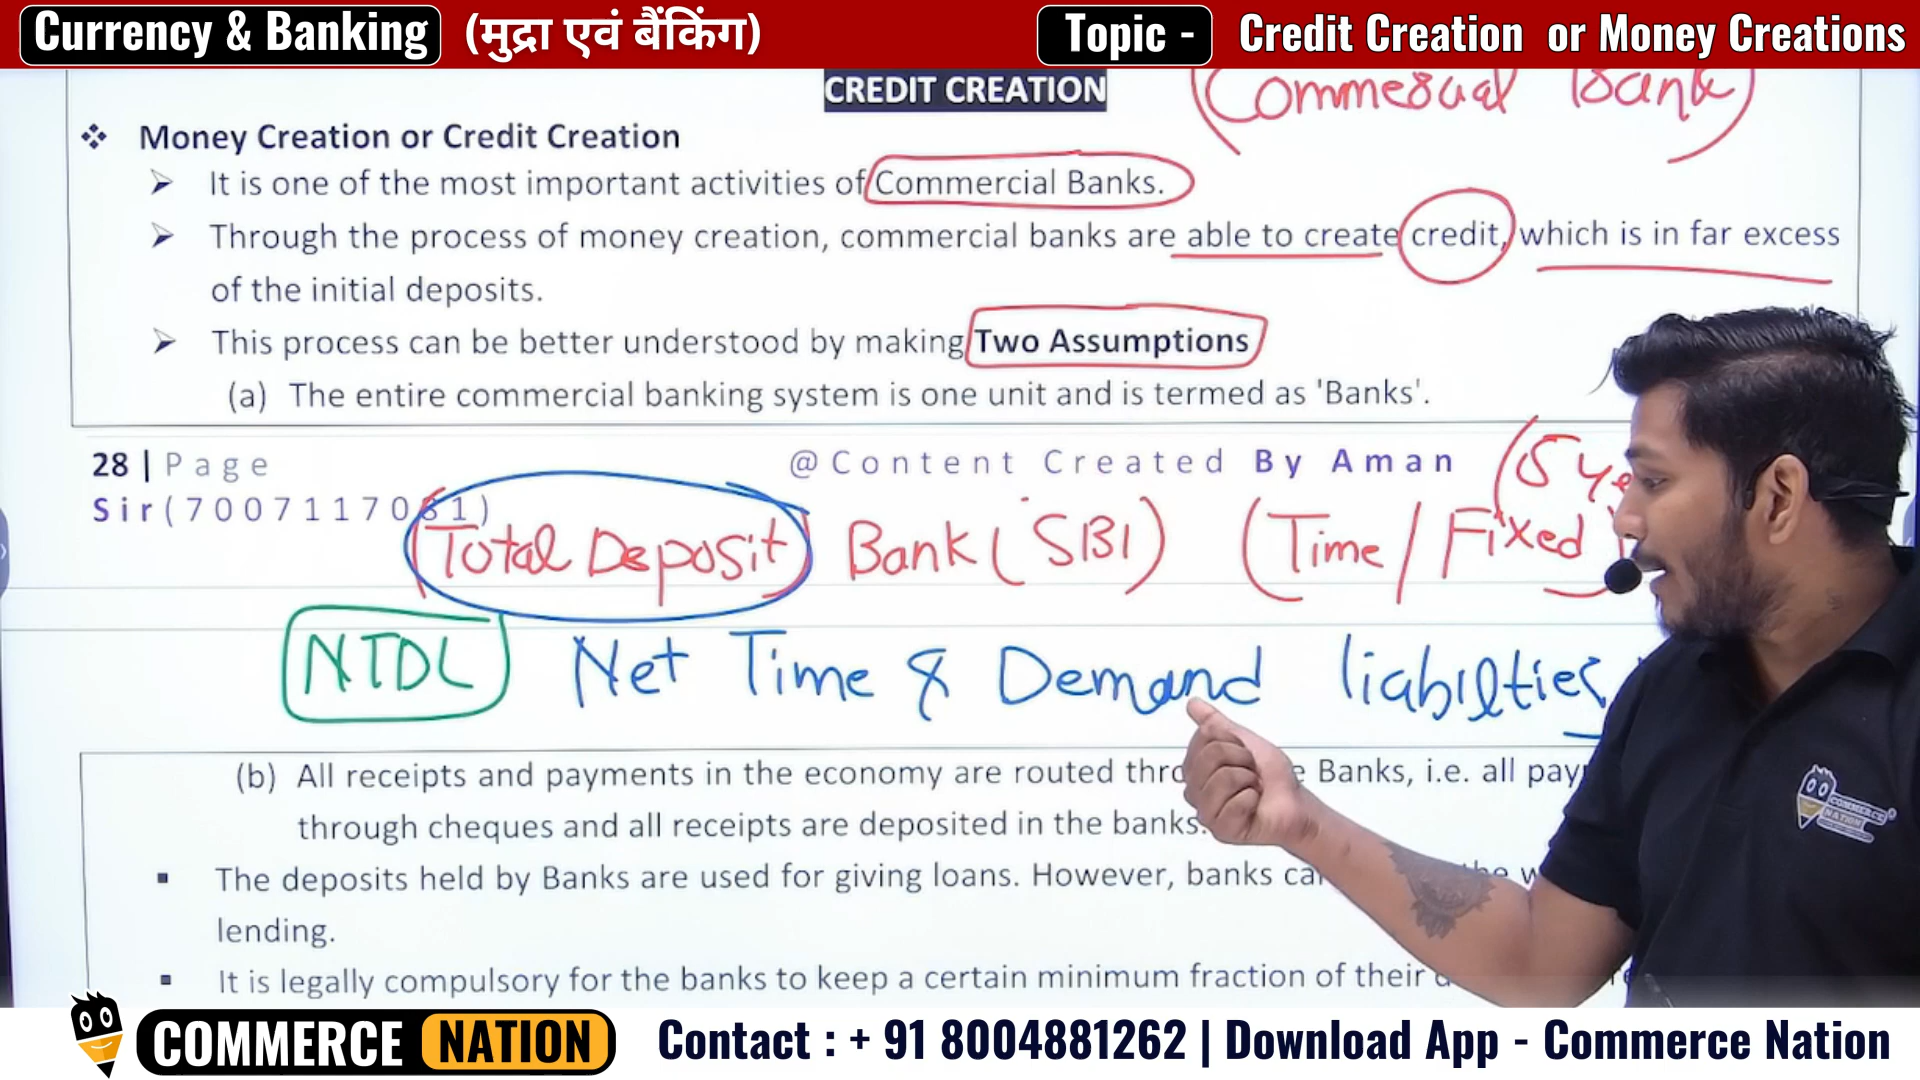 Currency & Banking (मुद्रा एवं बैंकिंग) Topic - Credit Creation or Money Creations
CREDIT CREATION
(Commercial Bank)
❖ Money Creation or Credit Creation
➢ It is one of the most important activities of Commercial Banks.
➢ Through the process of money creation, commercial banks are able to create credit, which is in far excess
of the initial deposits.
➢ This process can be better understood by making Two Assumptions
(a) The entire commercial banking system is one unit and is termed as 'Banks'.
28 | Page @Content Created By Aman
Sir(7007117081)
(5 ye
(Total Deposit) Bank (SBI) (Time / Fixed)
NTDL Net Time & Demand liabilties
(b) All receipts and payments in the economy are routed Banks, i.e. all
through cheques and all receipts are deposited in the banks.
▪ The deposits held by Banks are used for giving loans. However, banks
lending.
▪ It is legally compulsory for the banks to keep a certain minimum fraction of their
COMMERCE NATION
COMMERCE NATION Contact : + 91 8004881262 | Download App - Commerce Nation